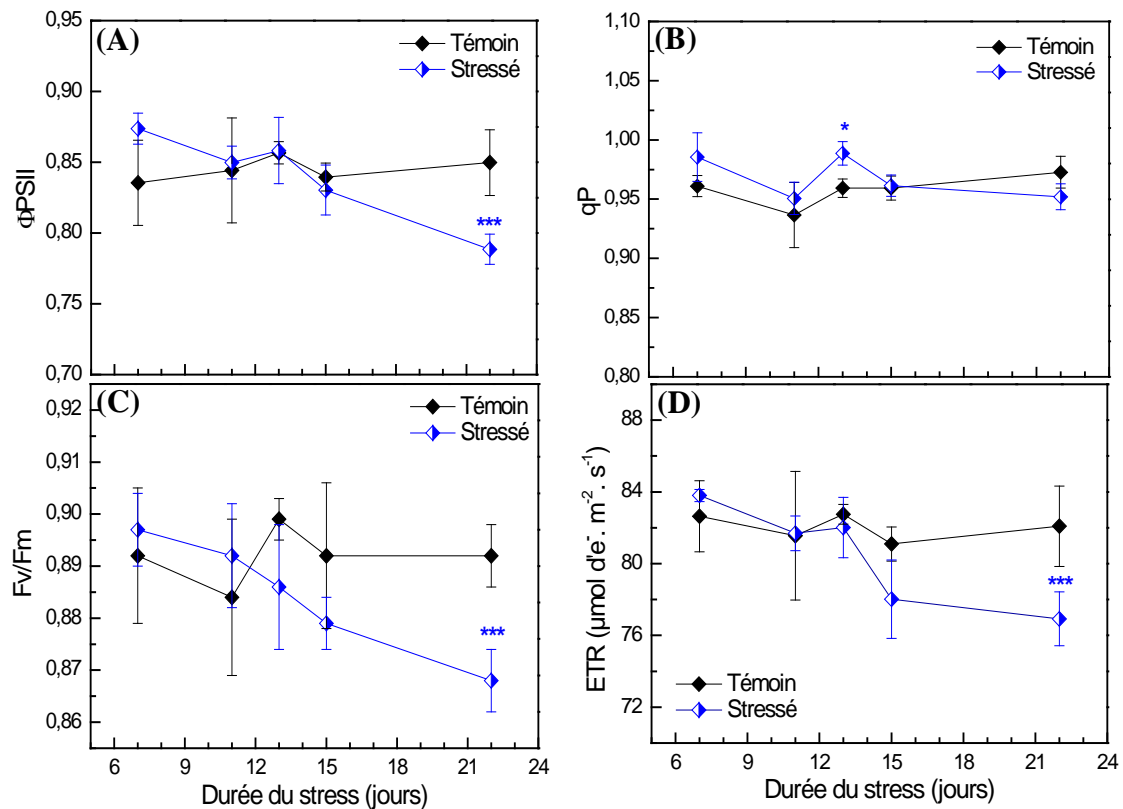 (A)
Témoin
Stressé
0,95
0,90
0,85
0,80
0,75
0,70
ΦPSII
***
(B)
Témoin
Stressé
1,10
1,05
1,00
0,95
0,90
0,85
0,80
qP
*
(C)
Témoin
Stressé
0,92
0,91
0,90
0,89
0,88
0,87
0,86
Fv/Fm
***
6 9 12 15 18 21 24
Durée du stress (jours)
(D)
88
84
80
76
72
ETR (µmol d'e⁻. m⁻². s⁻¹)
***
Témoin
Stressé
6 9 12 15 18 21 24
Durée du stress (jours)